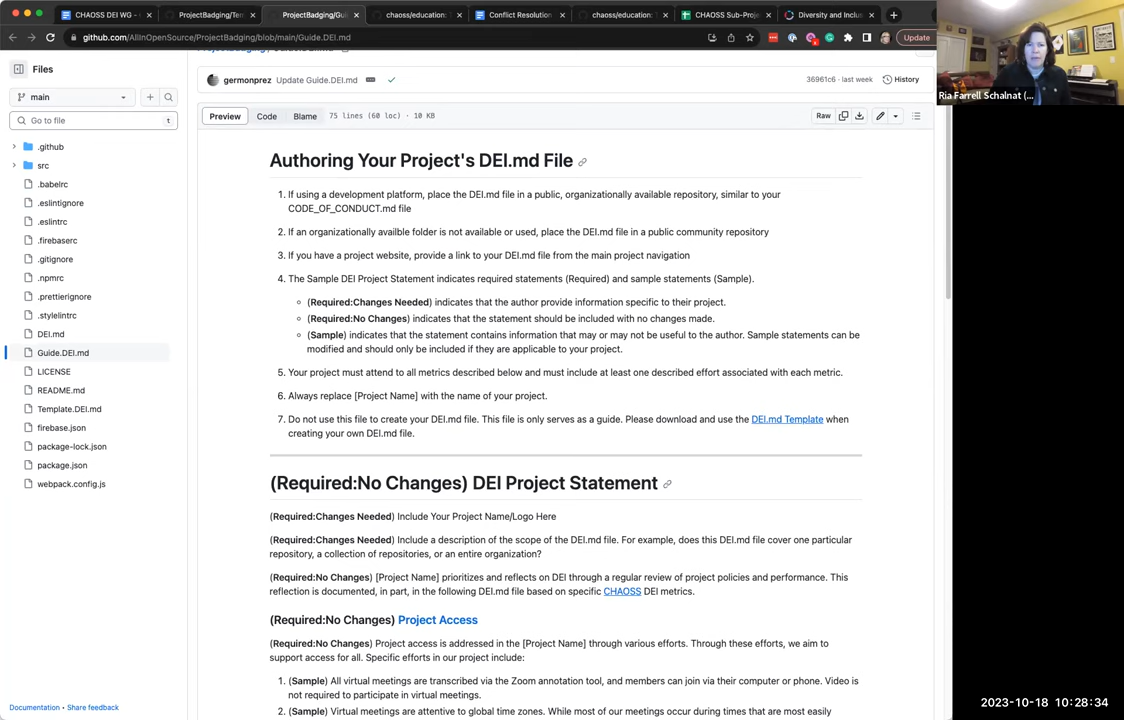 CHAOSS DEI WG -
ProjectBadging/Ter
ProjectBadging/Gui
chaoss/education:
Conflict Resolution
chaoss/education:
CHAOSS Sub-Proje
Diversity and Inclus
github.com/AllInOpenSource/ProjectBadging/blob/main/Guide.DEI.md
Update
Ria Farrell Schalnat (...
Files
main
Go to file
t
.github
src
.babelrc
.eslintignore
.eslintrc
.firebaserc
.gitignore
.npmrc
.prettierignore
.stylelintrc
DEI.md
Guide.DEI.md
LICENSE
README.md
Template.DEI.md
firebase.json
package-lock.json
package.json
webpack.config.js
Documentation • Share feedback
germonprez Update Guide.DEI.md
36961c6 · last week
History
Preview
Code
Blame
75 lines (60 loc) · 10 KB
Raw
Authoring Your Project's DEI.md File
1. If using a development platform, place the DEI.md file in a public, organizationally available repository, similar to your
CODE_OF_CONDUCT.md file
2. If an organizationally availble folder is not available or used, place the DEI.md file in a public community repository
3. If you have a project website, provide a link to your DEI.md file from the main project navigation
4. The Sample DEI Project Statement indicates required statements (Required) and sample statements (Sample).
(Required:Changes Needed) indicates that the author provide information specific to their project.
(Required:No Changes) indicates that the statement should be included with no changes made.
(Sample) indicates that the statement contains information that may or may not be useful to the author. Sample statements can be
modified and should only be included if they are applicable to your project.
5. Your project must attend to all metrics described below and must include at least one described effort associated with each metric.
6. Always replace [Project Name] with the name of your project.
7. Do not use this file to create your DEI.md file. This file is only serves as a guide. Please download and use the DEI.md Template when
creating your own DEI.md file.
(Required:No Changes) DEI Project Statement
(Required:Changes Needed) Include Your Project Name/Logo Here
(Required:Changes Needed) Include a description of the scope of the DEI.md file. For example, does this DEI.md file cover one particular
repository, a collection of repositories, or an entire organization?
(Required:No Changes) [Project Name] prioritizes and reflects on DEI through a regular review of project policies and performance. This
reflection is documented, in part, in the following DEI.md file based on specific CHAOSS DEI metrics.
(Required:No Changes) Project Access
(Required:No Changes) Project access is addressed in the [Project Name] through various efforts. Through these efforts, we aim to
support access for all. Specific efforts in our project include:
1. (Sample) All virtual meetings are transcribed via the Zoom annotation tool, and members can join via their computer or phone. Video is
not required to participate in virtual meetings.
2. (Sample) Virtual meetings are attentive to global time zones. While most of our meetings occur during times that are most easily
2023-10-18 10:28:34